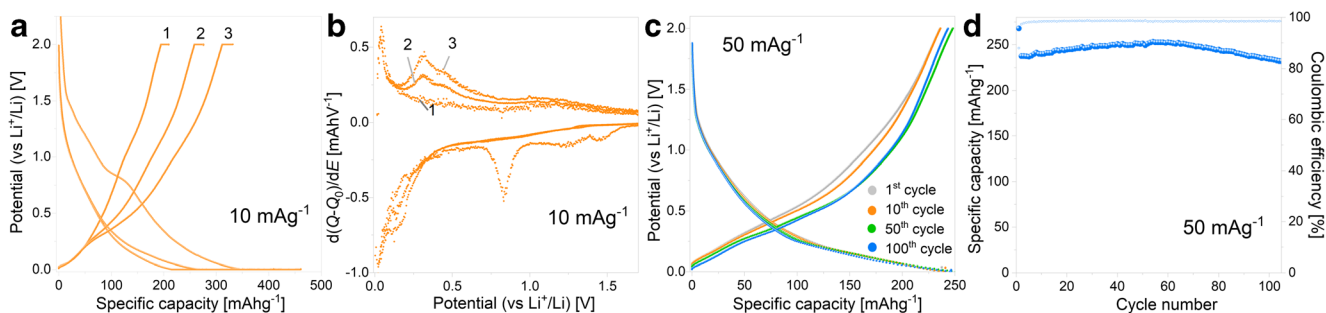 a
Potential (vs Li⁺/Li) [V]
2.0
1.5
1.0
0.5
0.0
1 2 3
10 mAg⁻¹
0 100 200 300 400 500
Specific capacity [mAhg⁻¹]
b
d(Q-Q₀)/dE [mAhV⁻¹]
0.5
0.0
-0.5
-1.0
2 3
1
10 mAg⁻¹
0.0 0.5 1.0 1.5
Potential (vs Li⁺/Li) [V]
c
50 mAg⁻¹
Potential (vs Li⁺/Li) [V]
2.0
1.6
1.2
0.8
0.4
0.0
1ˢᵗ cycle
10ᵗʰ cycle
50ᵗʰ cycle
100ᵗʰ cycle
0 50 100 150 200 250
Specific capacity [mAhg⁻¹]
d
Specific capacity [mAhg⁻¹]
250
200
150
100
50
0
50 mAg⁻¹
0 20 40 60 80 100
Cycle number
100
80
60
40
20
0
Coulombic efficiency [%]